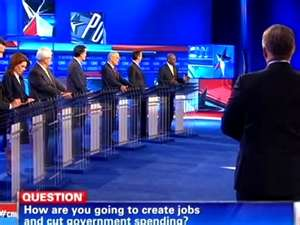 QUESTION
How are you going to create jobs
and cut government spending?